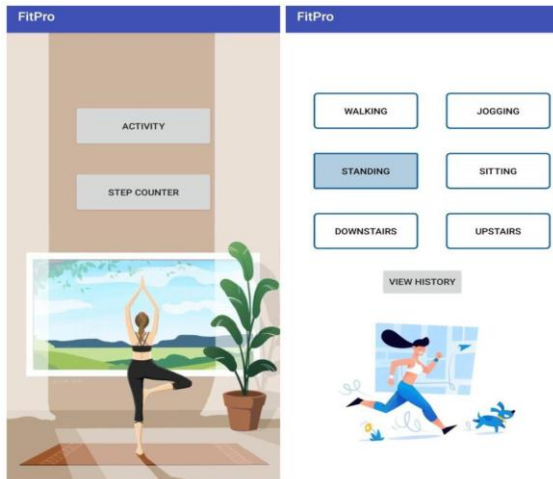 FitPro
ACTIVITY
STEP COUNTER
FitPro
WALKING
JOGGING
STANDING
SITTING
DOWNSTAIRS
UPSTAIRS
VIEW HISTORY